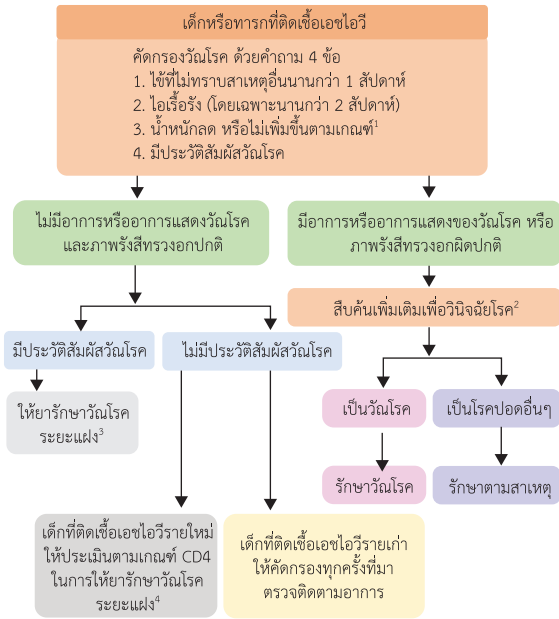 เด็กหรือทารกที่ติดเชื้อเอชไอวี
คัดกรองวัณโรค ด้วยคำถาม 4 ข้อ
1. ไข้ที่ไม่ทราบสาเหตุอื่นนานกว่า 1 สัปดาห์
2. ไอเรื้อรัง (โดยเฉพาะนานกว่า 2 สัปดาห์)
3. น้ำหนักลด หรือไม่เพิ่มขึ้นตามเกณฑ์¹
4. มีประวัติสัมผัสวัณโรค
ไม่มีอาการหรืออาการแสดงวัณโรค
และภาพรังสีทรวงอกปกติ
มีอาการหรืออาการแสดงของวัณโรค หรือ
ภาพรังสีทรวงอกผิดปกติ
สืบค้นเพิ่มเติมเพื่อวินิจฉัยโรค²
มีประวัติสัมผัสวัณโรค
ไม่มีประวัติสัมผัสวัณโรค
ให้ยารักษาวัณโรค
ระยะแฝง³
เป็นวัณโรค
เป็นโรคปอดอื่นๆ
รักษาวัณโรค
รักษาตามสาเหตุ
เด็กที่ติดเชื้อเอชไอวีรายใหม่
ให้ประเมินตามเกณฑ์ CD4
ในการให้ยารักษาวัณโรค
ระยะแฝง⁴
เด็กที่ติดเชื้อเอชไอวีรายเก่า
ให้คัดกรองทุกครั้งที่มา
ตรวจติดตามอาการ